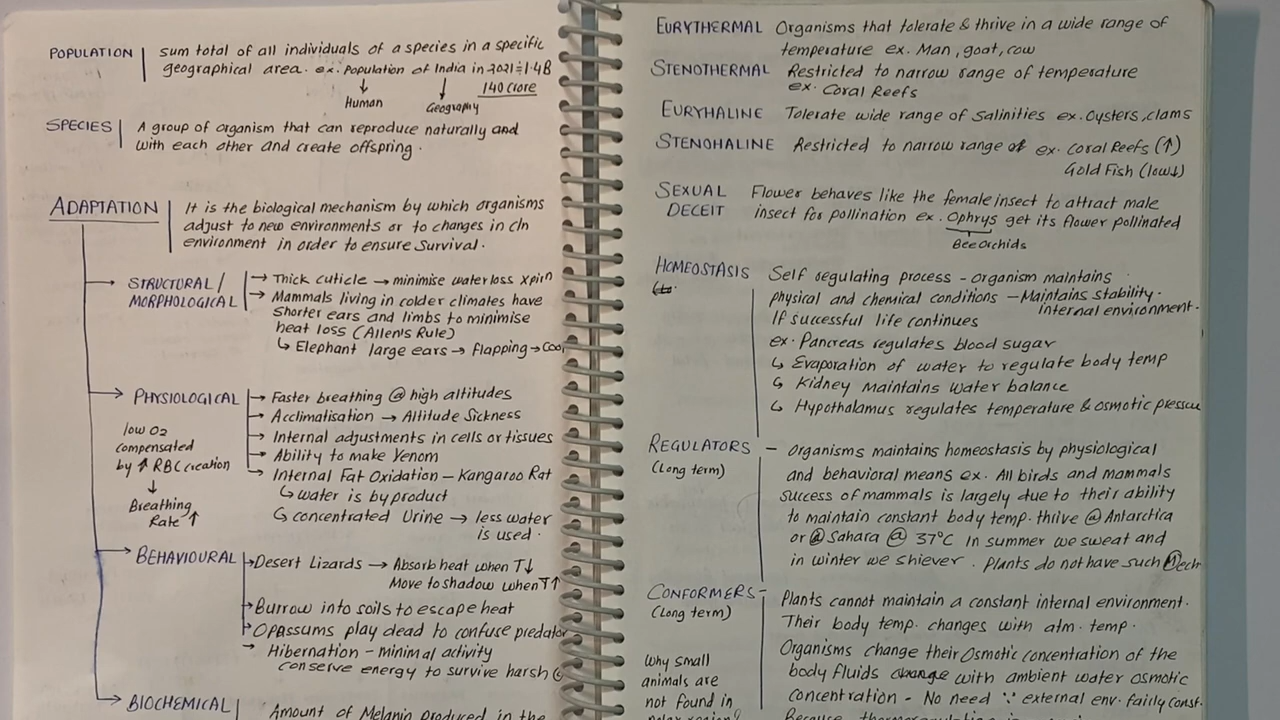 POPULATION | sum total of all individuals of a species in a specific
geographical area. ex. Population of India in 2021 ≈ 1.4B
↓ Human ↓ Geography 140 crore
SPECIES | A group of organism that can reproduce naturally and
with each other and create offspring.
ADAPTATION | It is the biological mechanism by which organisms
adjust to new environments or to changes in c/n
environment in order to ensure Survival.
→ STRUCTURAL/
MORPHOLOGICAL
→ Thick cuticle → minimise water loss xpin
→ Mammals living in colder climates have
shorter ears and limbs to minimise
heat loss (Allen's Rule)
↳ Elephant large ears → Flapping → Cool
→ PHYSIOLOGICAL
→ Faster breathing @ high altitudes
→ Acclimatisation → Altitude Sickness
→ Internal adjustments in cells or tissues
→ Ability to make Venom
→ Internal Fat Oxidation – Kangaroo Rat
↳ water is by product
↳ concentrated Urine → less water
is used.
low O2
compensated
by ↑ RBC creation
↓
Breathing
Rate ↑
→ BEHAVIOURAL
→ Desert Lizards → Absorb heat when T↓
Move to shadow when T↑
→ Burrow into soils to escape heat
→ Opassums play dead to confuse predator
→ Hibernation – minimal activity
conserve energy to survive harsh
→ BIOCHEMICAL |
Amount of Melanin produced in the
EURYTHERMAL Organisms that tolerate & thrive in a wide range of
temperature ex. Man, goat, cow
STENOTHERMAL Restricted to narrow range of temperature
ex. Coral Reefs
EURYHALINE Tolerate wide range of Salinities ex. Oysters, clams
STENOHALINE Restricted to narrow range of ex. Coral Reefs (↑)
Gold Fish (low↓)
SEXUAL DECEIT Flower behaves like the female insect to attract male
insect for pollination ex. Ophrys get its flower pollinated
Bee orchids
HOMEOSTASIS Self regulating process – organism maintains
physical and chemical conditions – Maintains stability.
Internal environment.
If successful life continues
ex. Pancreas regulates blood sugar
↳ Evaporation of water to regulate body temp
↳ Kidney maintains water balance
↳ Hypothalamus regulates temperature & osmotic pressure
REGULATORS – Organisms maintains homeostasis by physiological
(Long term) and behavioral means ex. All birds and mammals
success of mammals is largely due to their ability
to maintain constant body temp. thrive @ Antarctica
or @ Sahara @ 37°C In summer we sweat and
in winter we shiever. Plants do not have such Mech
CONFORMERS – Plants cannot maintain a constant internal environment.
(Long term) Their body temp. changes with atm. temp.
Organisms change their Osmotic concentration of the
body fluids change with ambient water osmotic
concentration – No need ∵ external env. fairly const.
Why small
animals are
not found in
polar region?
Because thermoregulation is